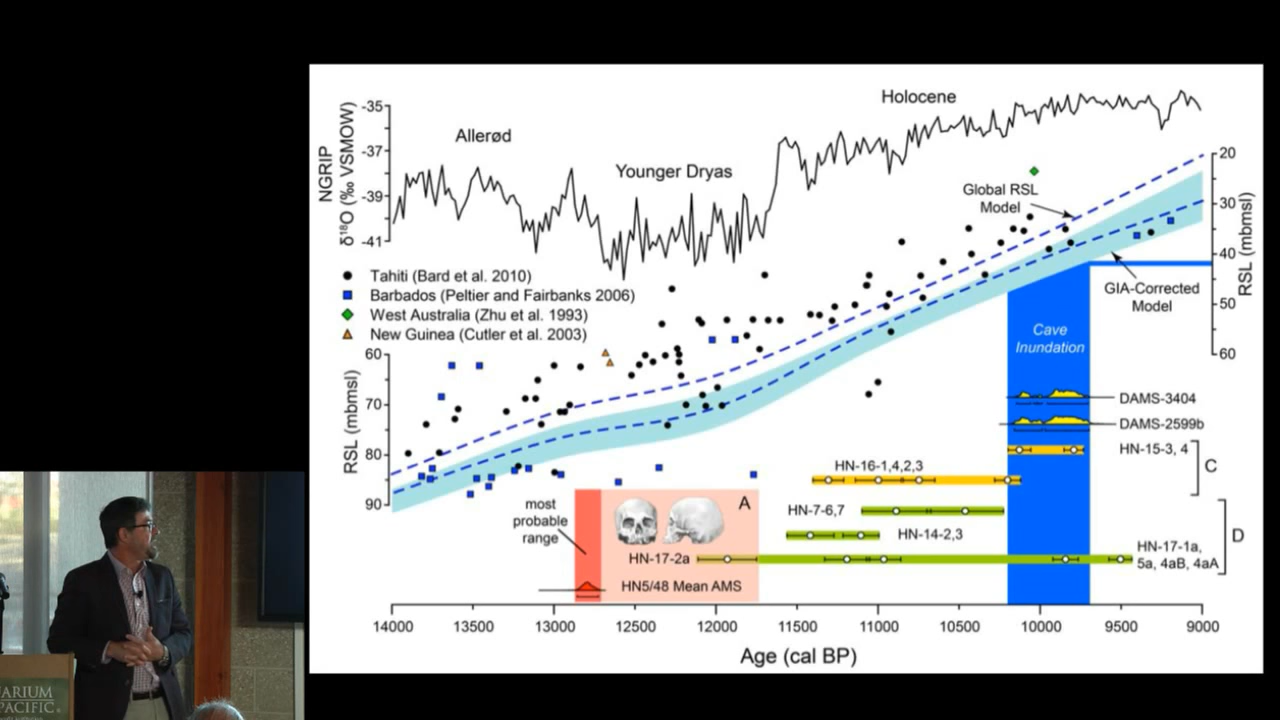 -35
-37
-39
-41
NGRIP
δ¹⁸O (‰ VSMOW)
Allerød
Younger Dryas
Holocene
20
30
40
50
60
RSL (mbmsl)
Global RSL
Model
GIA-Corrected
Model
Tahiti (Bard et al. 2010)
Barbados (Peltier and Fairbanks 2006)
West Australia (Zhu et al. 1993)
New Guinea (Cutler et al. 2003)
60
70
80
90
RSL (mbmsl)
Cave
Inundation
DAMS-3404
DAMS-2599b
HN-15-3, 4
C
HN-16-1,4,2,3
most
probable
range
A
HN-7-6,7
HN-14-2,3
D
HN-17-2a
HN-17-1a,
5a, 4aB, 4aA
HN5/48 Mean AMS
14000 13500 13000 12500 12000 11500 11000 10500 10000 9500 9000
Age (cal BP)
ARIUM
PACIFIC